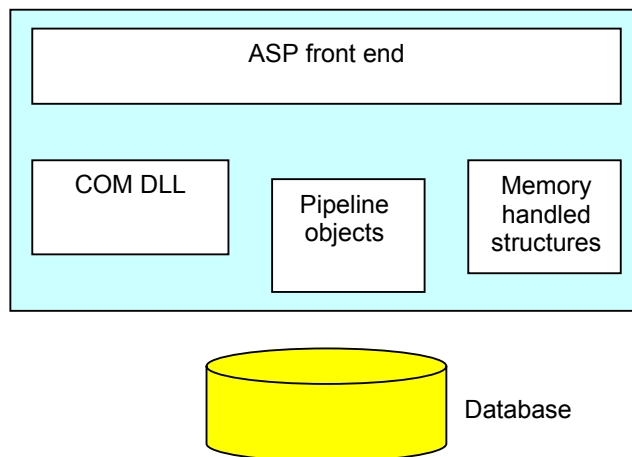 ASP front end
COM DLL
Pipeline
objects
Memory
handled
structures
Database